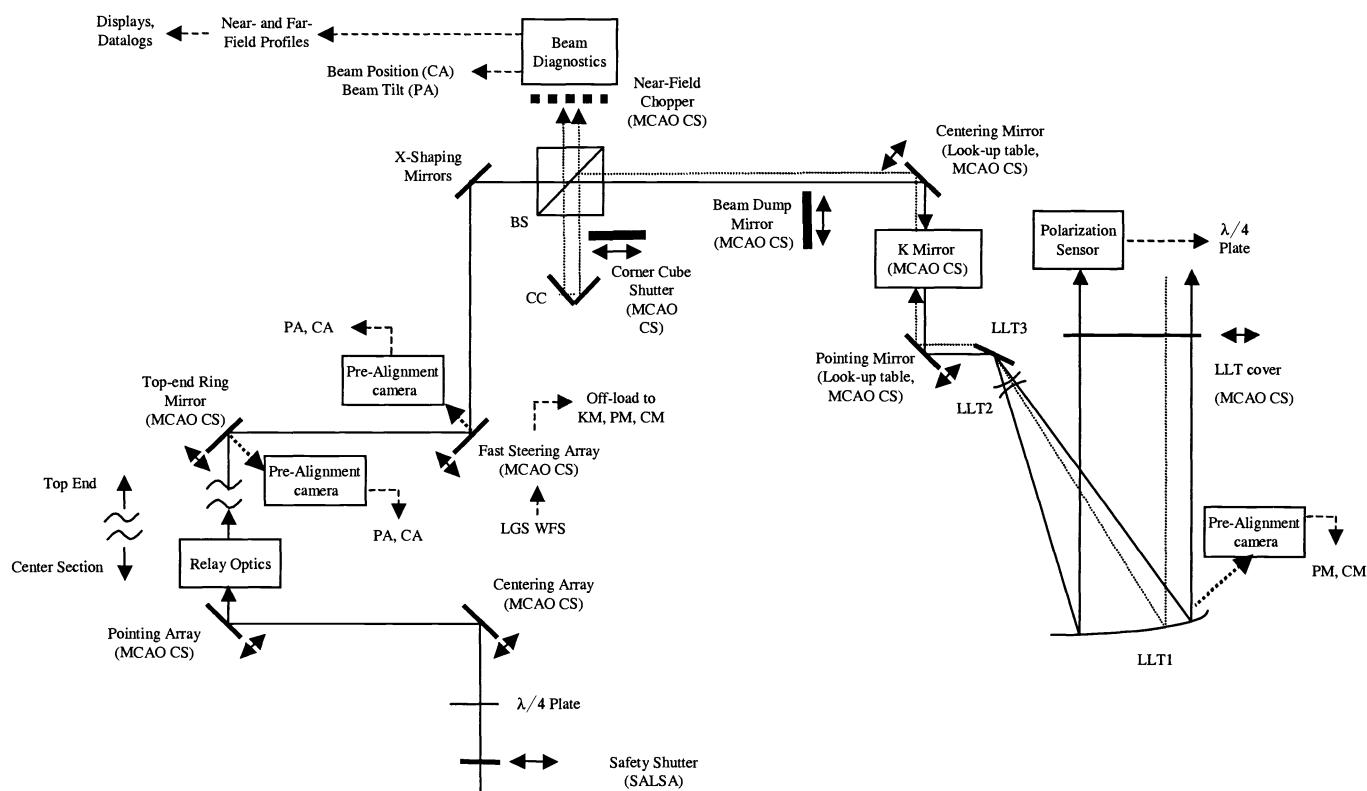 Displays,
Datalogs
Near- and Far-
Field Profiles
Beam
Diagnostics
Beam Position (CA)
Beam Tilt (PA)
Near-Field
Chopper
(MCAO CS)
X-Shaping
Mirrors
BS
Centering Mirror
(Look-up table,
MCAO CS)
Beam Dump
Mirror
(MCAO CS)
K Mirror
(MCAO CS)
Polarization
Sensor
λ/4
Plate
CC
Corner Cube
Shutter
(MCAO
CS)
PA, CA
Pre-Alignment
camera
LLT3
Pointing Mirror
(Look-up table,
MCAO CS)
LLT2
LLT cover
(MCAO CS)
Top-end Ring
Mirror
(MCAO CS)
Off-load to
KM, PM, CM
Fast Steering Array
(MCAO CS)
Pre-Alignment
camera
Top End
PA, CA
LGS WFS
Pre-Alignment
camera
PM, CM
Center Section
Relay Optics
Centering Array
(MCAO CS)
Pointing Array
(MCAO CS)
LLT1
λ/4 Plate
Safety Shutter
(SALSA)